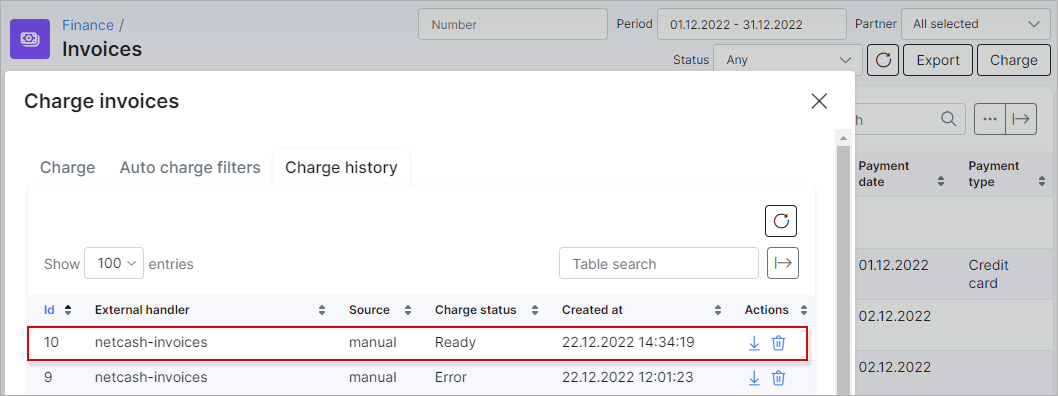 Finance /
Invoices
Number
Period 01.12.2022 - 31.12.2022
Partner All selected
Status Any
Export
Charge
Charge invoices
Charge
Auto charge filters
Charge history
Show 100 entries
Table search
Id External handler Source Charge status Created at Actions
10 netcash-invoices manual Ready 22.12.2022 14:34:19
9 netcash-invoices manual Error 22.12.2022 12:01:23
Payment
date
Payment
type
01.12.2022
Credit
card
02.12.2022
02.12.2022